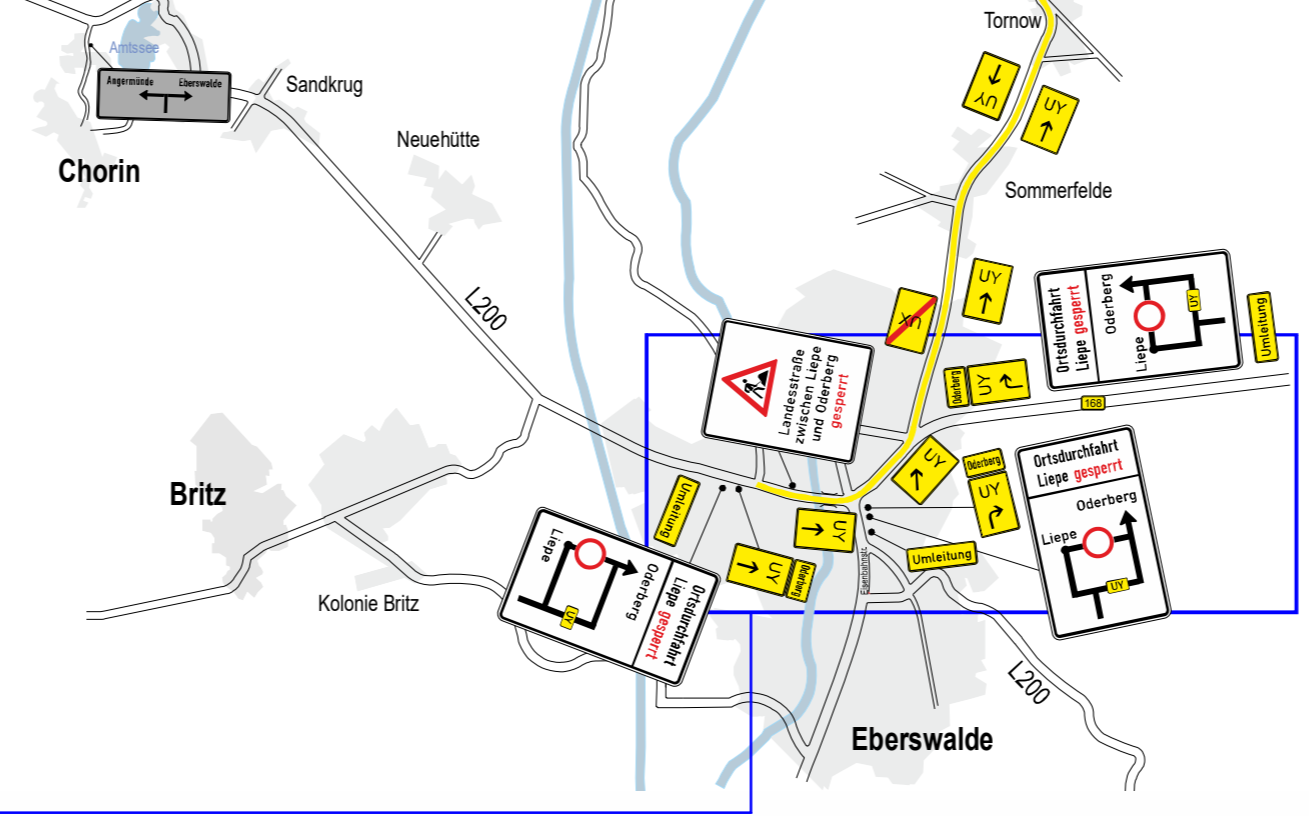 Tornow
Amtssee
Angermünde Eberswalde
Sandkrug
UY
UY
Neuehütte
Chorin
Sommerfelde
L200
UY
UX
Ortsdurchfahrt
Liepe gesperrt
Oderberg
UY
Liepe
Umleitung
Landesstraße
zwischen Liepe
und Oderberg
gesperrt
Oderberg
UY
168
UY
Oderberg
UY
Ortsdurchfahrt
Liepe gesperrt
Oderberg
Liepe
UY
Umleitung
Britz
Umleitung
UY
UY
Oderberg
Eisenbahnstr.
Ortsdurchfahrt
Liepe gesperrt
Oderberg
Liepe
UY
Kolonie Britz
L200
Eberswalde